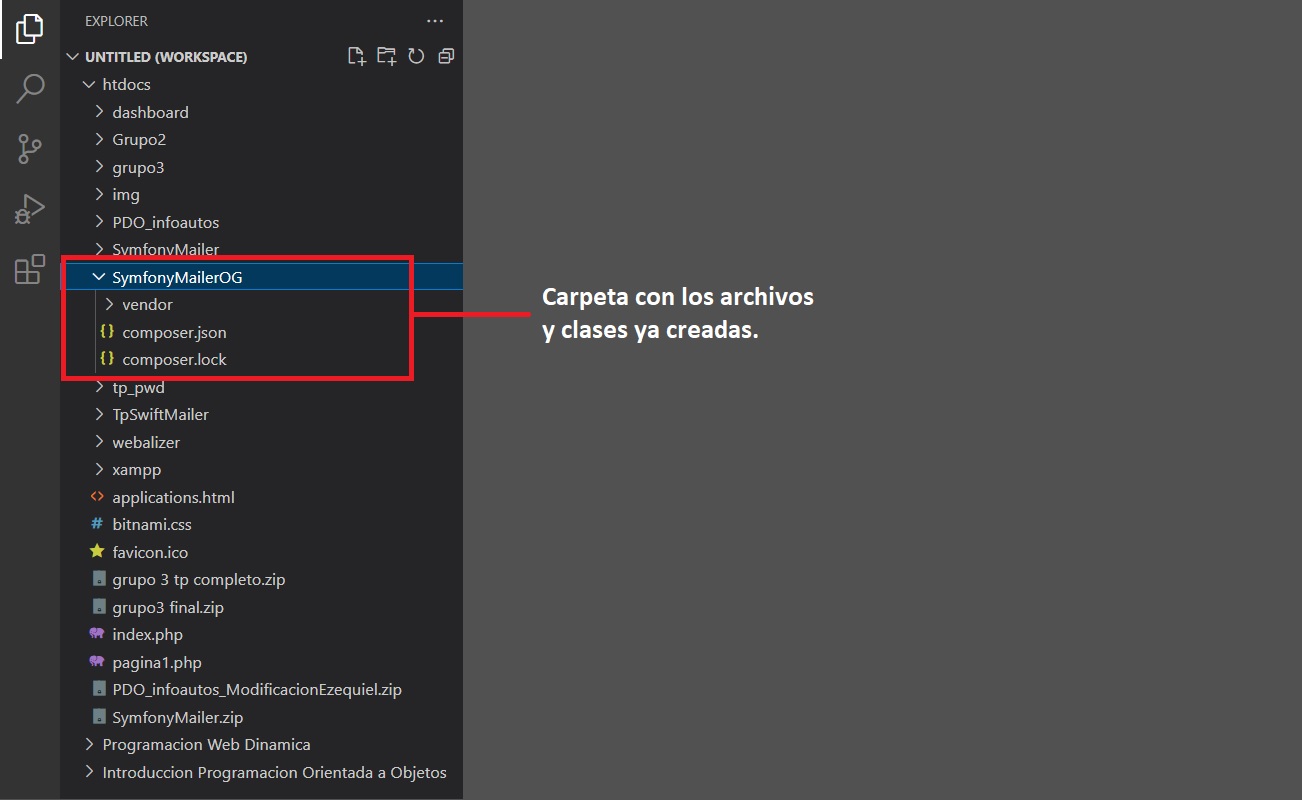 EXPLORER
UNTITLED (WORKSPACE)
htdocs
dashboard
Grupo2
grupo3
img
PDO_infoautos
SymfonyMailer
SymfonyMailerOG
vendor
composer.json
composer.lock
tp_pwd
TpSwiftMailer
webalizer
xampp
applications.html
bitnami.css
favicon.ico
grupo 3 tp completo.zip
grupo3 final.zip
index.php
pagina1.php
PDO_infoautos_ModificacionEzequiel.zip
SymfonyMailer.zip
Programacion Web Dinamica
Introduccion Programacion Orientada a Objetos
Carpeta con los archivos
y clases ya creadas.